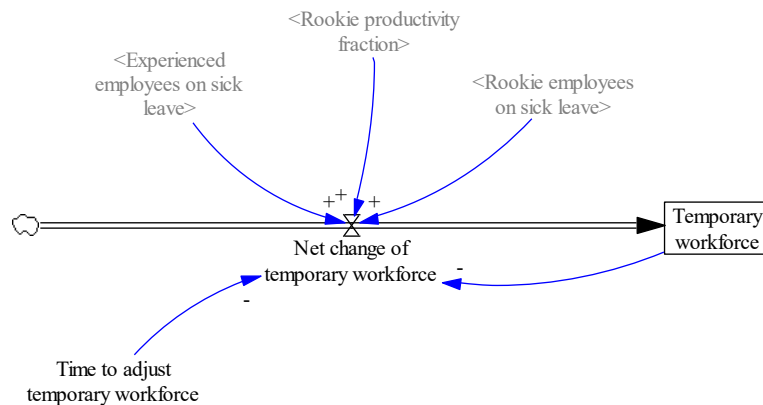 <Rookie productivity
fraction>
<Experienced
employees on sick
leave>
<Rookie employees
on sick leave>
+
+
+
Temporary
workforce
Net change of
temporary workforce
-
-
Time to adjust
temporary workforce